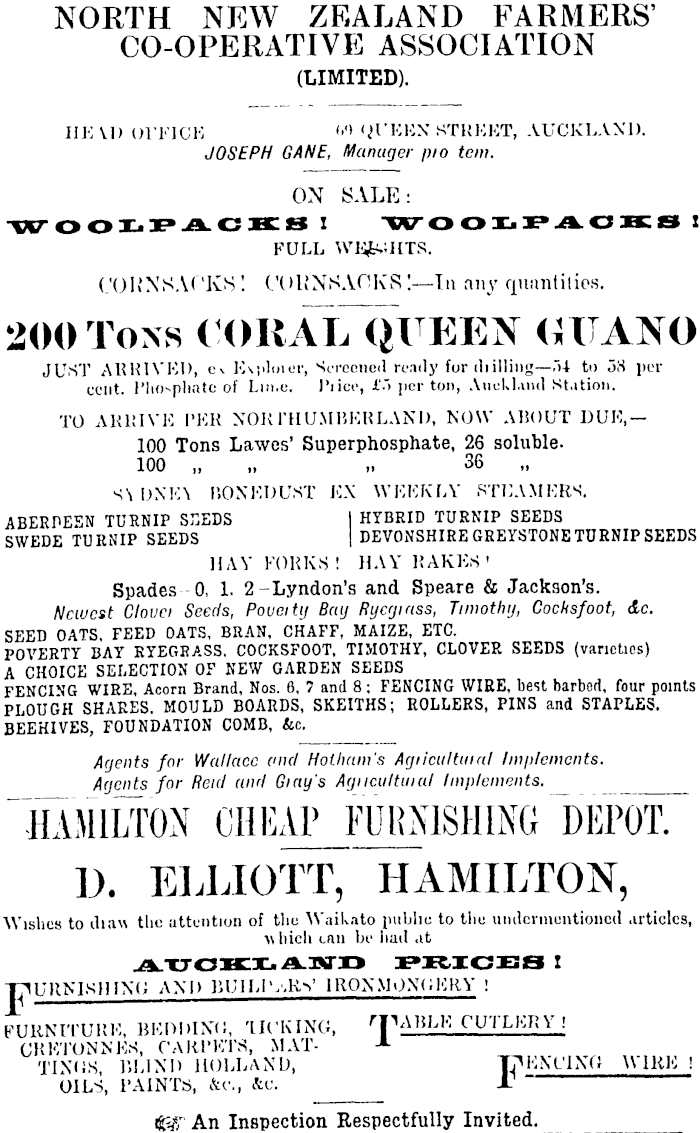 NORTH NEW ZEALAND FARMERS'
CO-OPERATIVE ASSOCIATION
(LIMITED).
HEAD OFFICE 69 QUEEN STREET, AUCKLAND.
JOSEPH GANE, Manager pro tem.
ON SALE:
WOOLPACKS! WOOLPACKS!
FULL WEIGHTS.
CORNSACKS! CORNSACKS!—In any quantities.
200 TONS CORAL QUEEN GUANO
JUST ARRIVED, ex Explorer, Screened ready for drilling—54 to 58 per
cent. Phosphate of Lime. Price, £5 per ton, Auckland Station.
TO ARRIVE PER NORTHUMBERLAND, NOW ABOUT DUE,—
100 Tons Lawes' Superphosphate, 26 soluble.
100 „ „ „ 36 „
SYDNEY BONEDUST EX WEEKLY STEAMERS.
ABERDEEN TURNIP SEEDS
SWEDE TURNIP SEEDS
HYBRID TURNIP SEEDS
DEVONSHIRE GREYSTONE TURNIP SEEDS
HAY FORKS! HAY RAKES!
Spades—0, 1, 2—Lyndon's and Speare & Jackson's.
Newest Clover Seeds, Poverty Bay Ryegrass, Timothy, Cocksfoot, &c.
SEED OATS, FEED OATS, BRAN, CHAFF, MAIZE, ETC.
POVERTY BAY RYEGRASS, COCKSFOOT, TIMOTHY, CLOVER SEEDS (varieties)
A CHOICE SELECTION OF NEW GARDEN SEEDS
FENCING WIRE, Acorn Brand, Nos. 6, 7 and 8; FENCING WIRE, best barbed, four points
PLOUGH SHARES, MOULD BOARDS, SKEITHS; ROLLERS, PINS and STAPLES,
BEEHIVES, FOUNDATION COMB, &c.
Agents for Wallace and Hotham's Agricultural Implements.
Agents for Reid and Gray's Agricultural Implements.
HAMILTON CHEAP FURNISHING DEPOT.
D. ELLIOTT, HAMILTON,
Wishes to draw the attention of the Waikato public to the undermentioned articles,
which can be had at
AUCKLAND PRICES!
FURNISHING AND BUILDERS' IRONMONGERY!
FURNITURE, BEDDING, TICKING,
CRETONNES, CARPETS, MAT-
TINGS, BLIND HOLLAND,
OILS, PAINTS, &c., &c.
TABLE CUTLERY!
FENCING WIRE!
☞ An Inspection Respectfully Invited.